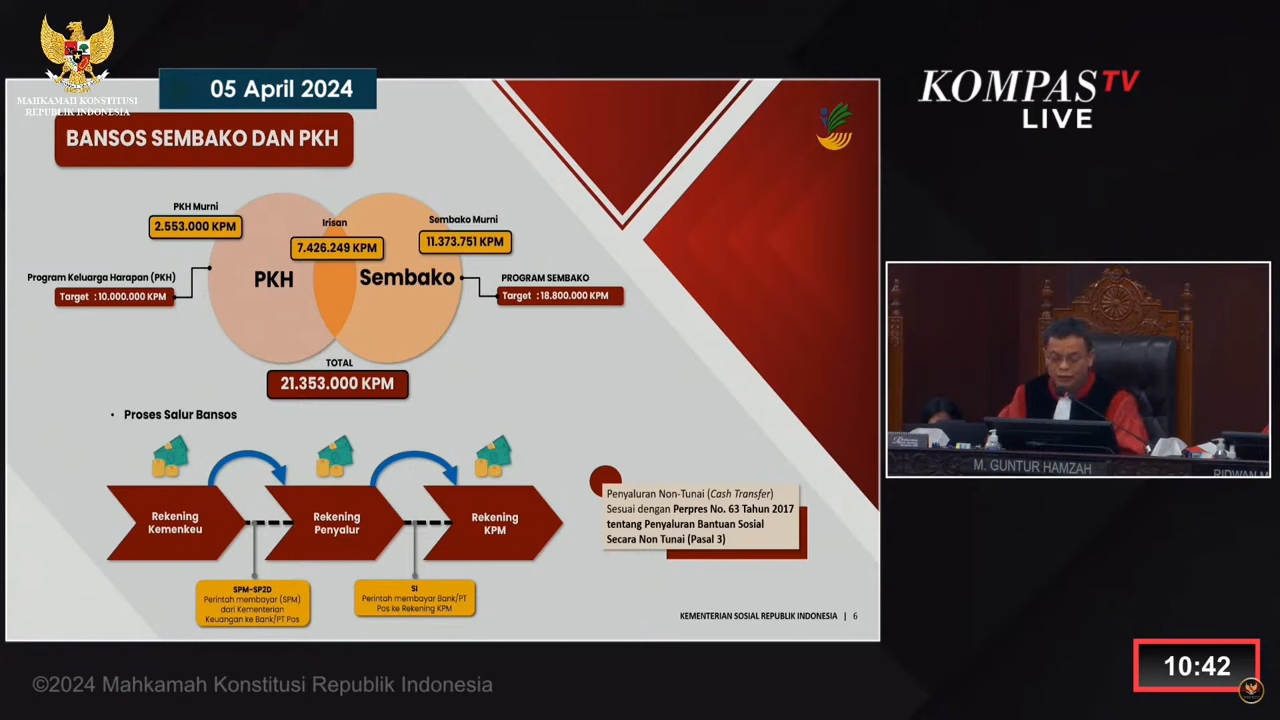 MAHKAMAH KONSTITUSI
REPUBLIK INDONESIA
05 April 2024
KOMPAS TV
LIVE
BANSOS SEMBAKO DAN PKH
PKH Murni
2.553.000 KPM
Irisan
7.426.249 KPM
Sembako Murni
11.373.751 KPM
PKH
Sembako
Program Keluarga Harapan (PKH)
Target : 10.000.000 KPM
PROGRAM SEMBAKO
Target : 18.800.000 KPM
TOTAL
21.353.000 KPM
• Proses Salur Bansos
Rekening
Kemenkeu
Rekening
Penyalur
Rekening
KPM
SPM-SP2D
Perintah membayar (SPM)
dari Kementerian
Keuangan ke Bank/PT Pos
SI
Perintah membayar Bank/PT
Pos ke Rekening KPM
Penyaluran Non-Tunai (Cash Transfer)
Sesuai dengan Perpres No. 63 Tahun 2017
tentang Penyaluran Bantuan Sosial
Secara Non Tunai (Pasal 3)
KEMENTERIAN SOSIAL REPUBLIK INDONESIA | 6
M. GUNTUR HAMZAH
RIDWAN M
10:42
©2024 Mahkamah Konstitusi Republik Indonesia